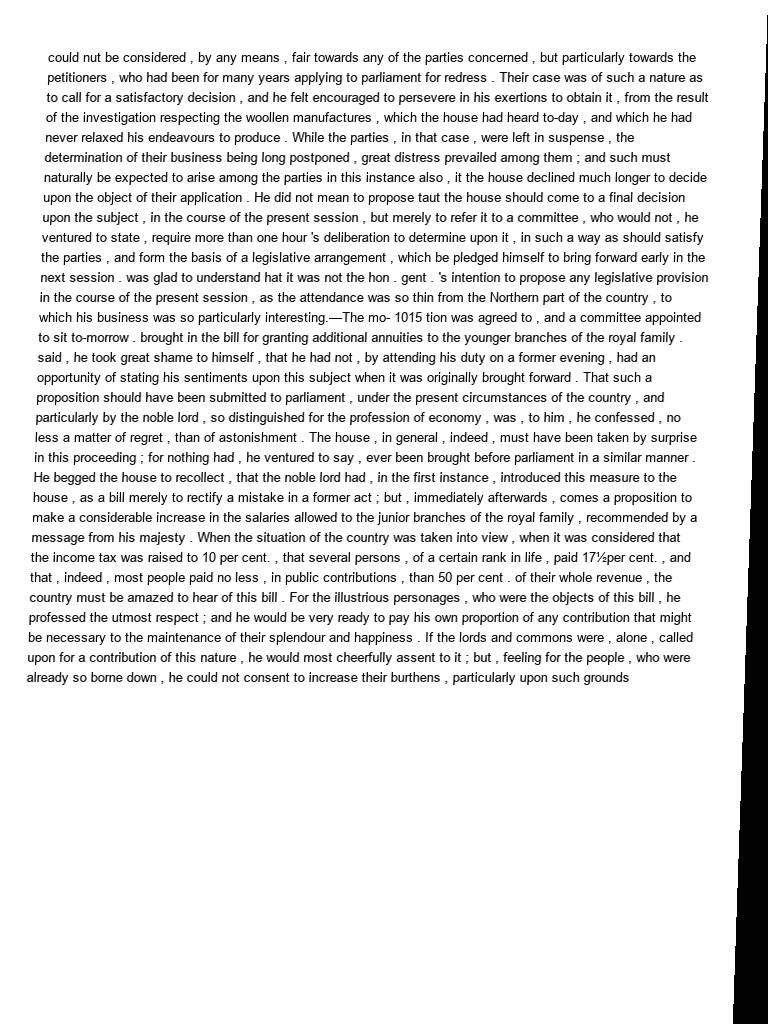 could nut be considered , by any means , fair towards any of the parties concerned , but particularly towards the
petitioners , who had been for many years applying to parliament for redress . Their case was of such a nature as
to call for a satisfactory decision , and he felt encouraged to persevere in his exertions to obtain it , from the result
of the investigation respecting the woollen manufactures , which the house had heard to-day , and which he had
never relaxed his endeavours to produce . While the parties , in that case , were left in suspense , the
determination of their business being long postponed , great distress prevailed among them ; and such must
naturally be expected to arise among the parties in this instance also , it the house declined much longer to decide
upon the object of their application . He did not mean to propose taut the house should come to a final decision
upon the subject , in the course of the present session , but merely to refer it to a committee , who would not , he
ventured to state , require more than one hour 's deliberation to determine upon it , in such a way as should satisfy
the parties , and form the basis of a legislative arrangement , which be pledged himself to bring forward early in the
next session . was glad to understand hat it was not the hon . gent . 's intention to propose any legislative provision
in the course of the present session , as the attendance was so thin from the Northern part of the country , to
which his business was so particularly interesting.—The mo- 1015 tion was agreed to , and a committee appointed
to sit to-morrow . brought in the bill for granting additional annuities to the younger branches of the royal family .
said , he took great shame to himself , that he had not , by attending his duty on a former evening , had an
opportunity of stating his sentiments upon this subject when it was originally brought forward . That such a
proposition should have been submitted to parliament , under the present circumstances of the country , and
particularly by the noble lord , so distinguished for the profession of economy , was , to him , he confessed , no
less a matter of regret , than of astonishment . The house , in general , indeed , must have been taken by surprise
in this proceeding ; for nothing had , he ventured to say , ever been brought before parliament in a similar manner .
He begged the house to recollect , that the noble lord had , in the first instance , introduced this measure to the
house , as a bill merely to rectify a mistake in a former act ; but , immediately afterwards , comes a proposition to
make a considerable increase in the salaries allowed to the junior branches of the royal family , recommended by a
message from his majesty . When the situation of the country was taken into view , when it was considered that
the income tax was raised to 10 per cent. , that several persons , of a certain rank in life , paid 17½per cent. , and
that , indeed , most people paid no less , in public contributions , than 50 per cent . of their whole revenue , the
country must be amazed to hear of this bill . For the illustrious personages , who were the objects of this bill , he
professed the utmost respect ; and he would be very ready to pay his own proportion of any contribution that might
be necessary to the maintenance of their splendour and happiness . If the lords and commons were , alone , called
upon for a contribution of this nature , he would most cheerfully assent to it ; but , feeling for the people , who were
already so borne down , he could not consent to increase their burthens , particularly upon such grounds